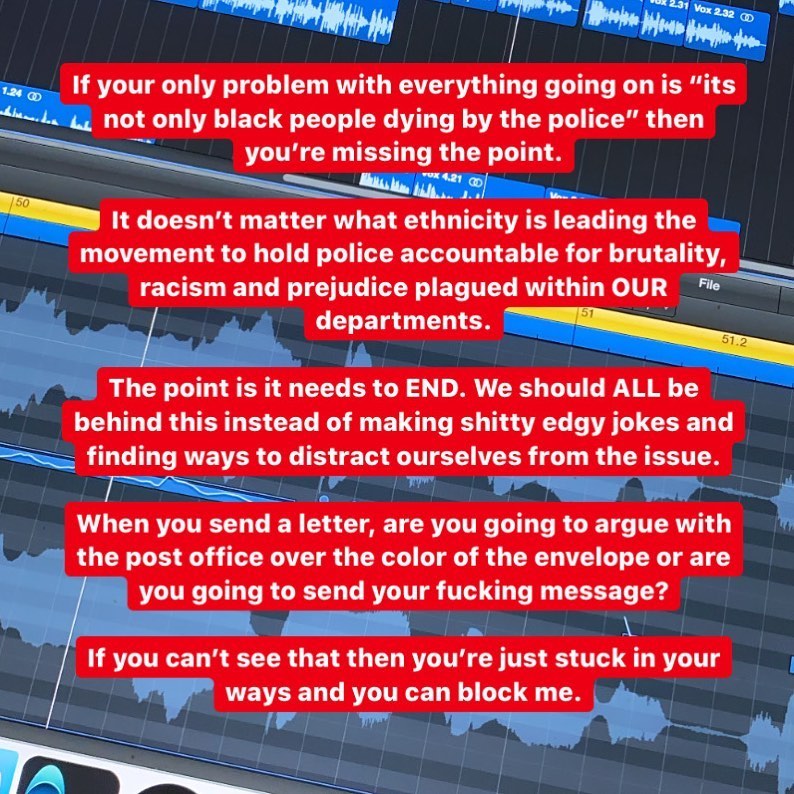 Vox 2.31
Vox 2.32
1.24
If your only problem with everything going on is “its
not only black people dying by the police” then
you’re missing the point.
Vox 4.21
50
It doesn’t matter what ethnicity is leading the
movement to hold police accountable for brutality,
racism and prejudice plagued within OUR
departments.
File
51
51.2
The point is it needs to END. We should ALL be
behind this instead of making shitty edgy jokes and
finding ways to distract ourselves from the issue.
When you send a letter, are you going to argue with
the post office over the color of the envelope or are
you going to send your fucking message?
If you can’t see that then you’re just stuck in your
ways and you can block me.